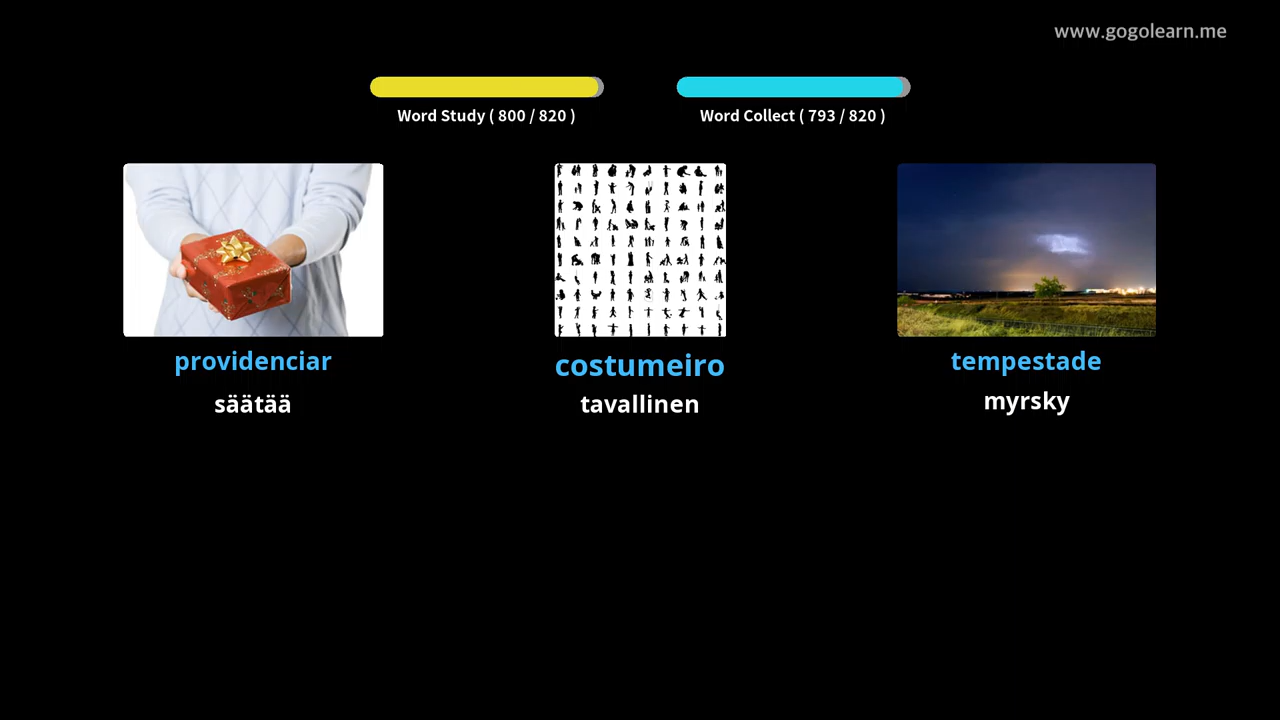 www.gogolearn.me
Word Study ( 800 / 820 )
Word Collect ( 793 / 820 )
providenciar
costumeiro
tempestade
säätää
tavallinen
myrsky